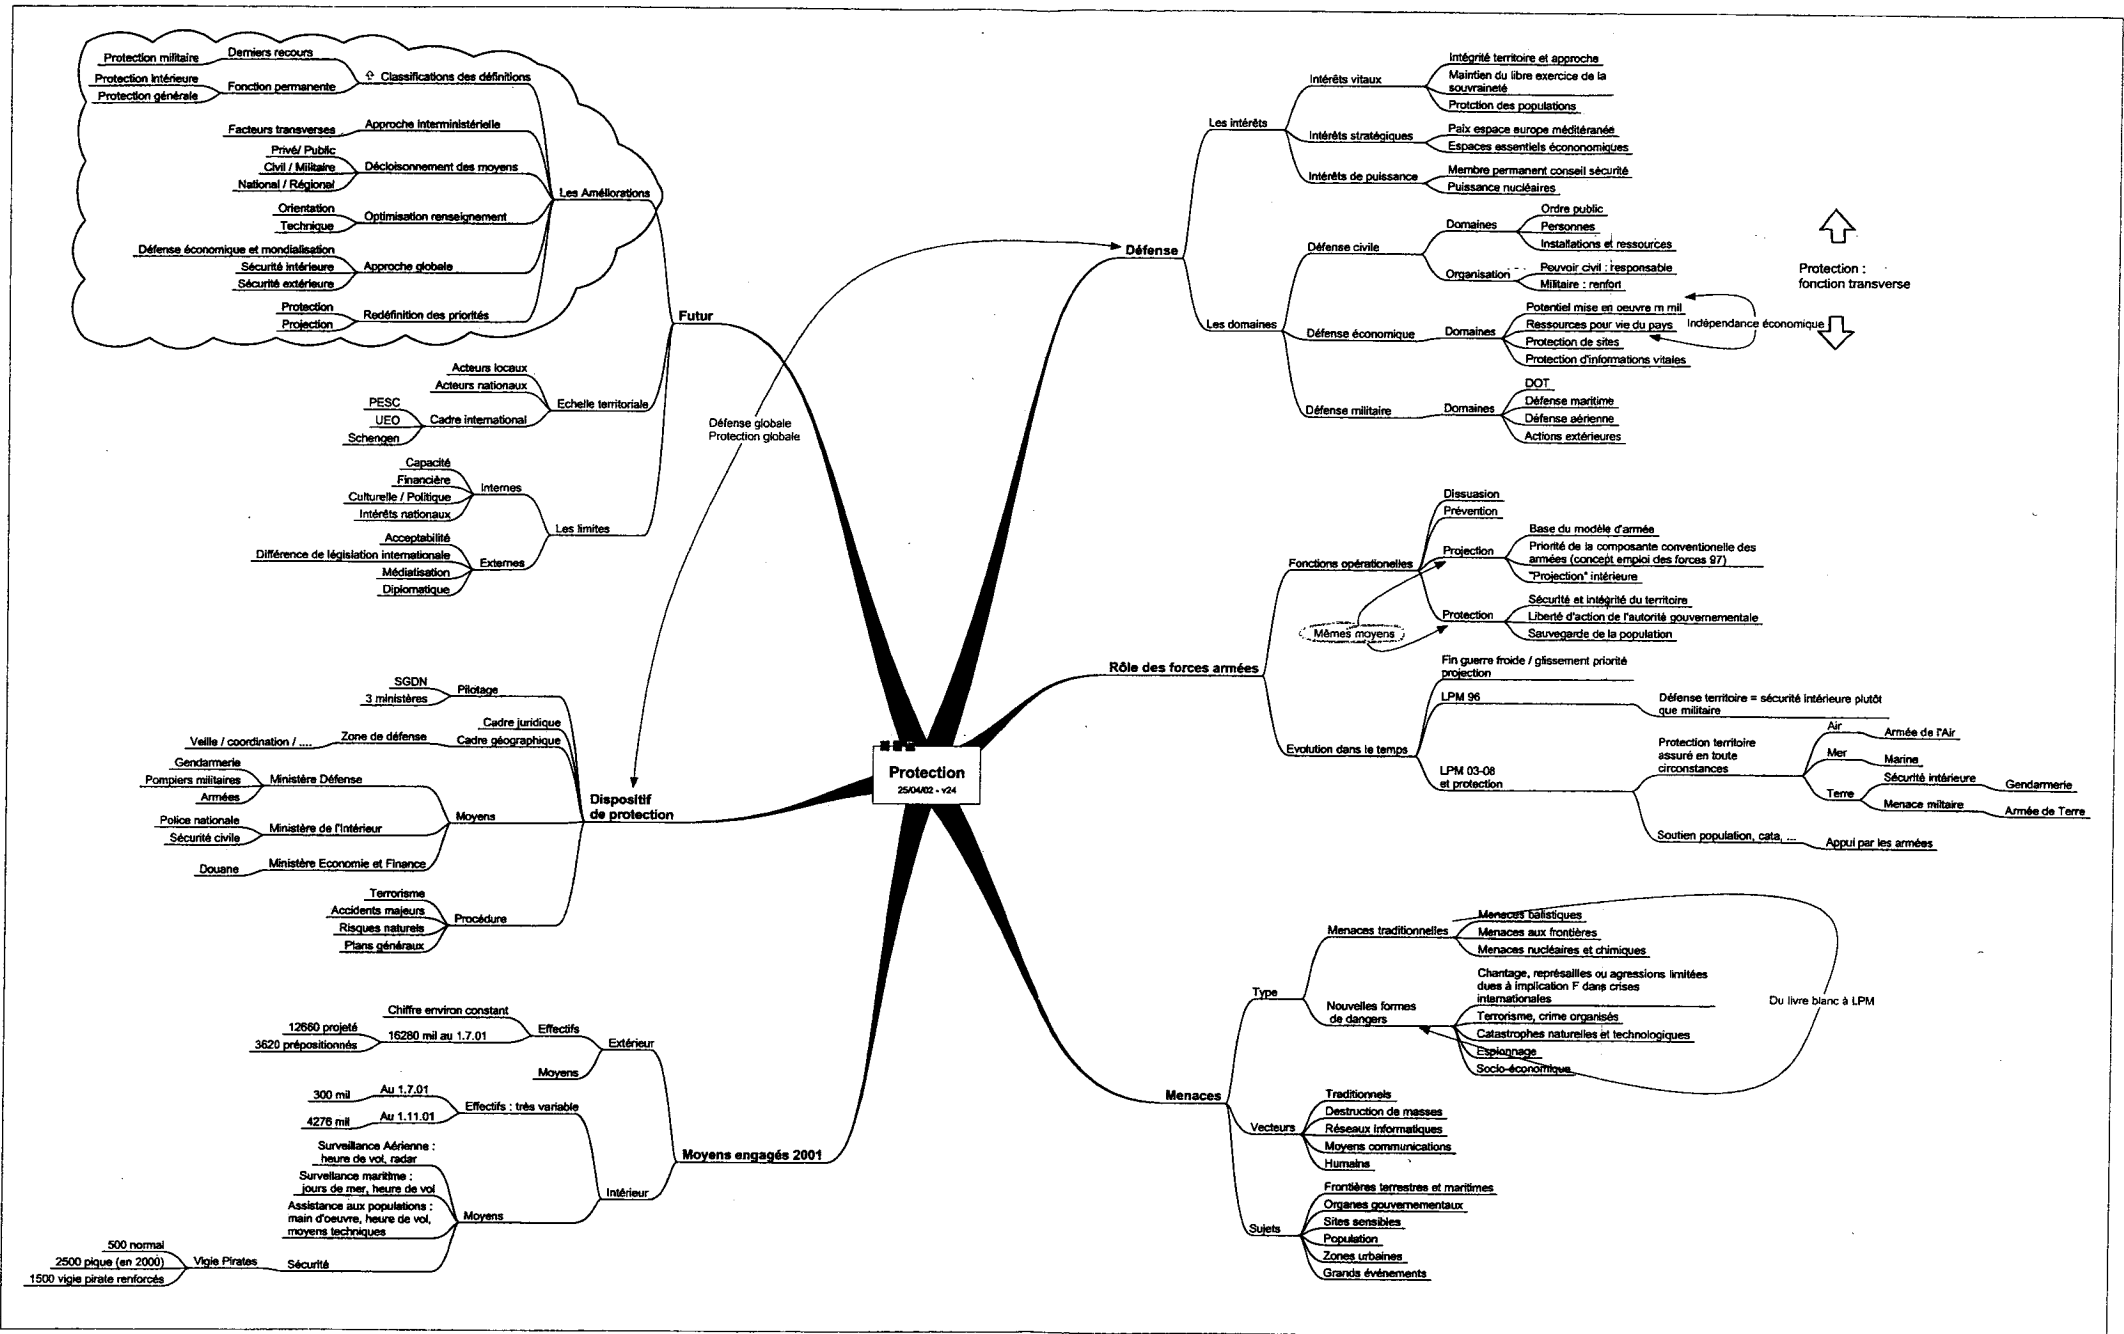 Protection
25/04/02 - v24
Défense
Les intérêts
Intérêts vitaux
Intégrité territoire et approche
Maintien du libre exercice de la
souvraineté
Protction des populations
Intérêts stratégiques
Paix espace europe méditéranée
Espaces essentiels écononomiques
Intérêts de puissance
Membre permanent conseil sécurité
Puissance nucléaires
Les domaines
Défense civile
Domaines
Ordre public
Personnes
Installations et ressources
Organisation
Pouvoir civil : responsable
Militaire : renfort
Défense économique
Domaines
Potentiel mise en oeuvre m mil
Ressources pour vie du pays
Protection de sites
Protection d'informations vitales
Indépendance économique
Défense militaire
Domaines
DOT
Défense maritime
Défense aérienne
Actions extérieures
Protection :
fonction transverse
Rôle des forces armées
Fonctions opérationelles
Dissuasion
Prévention
Projection
Base du modèle d'armée
Priorité de la composante conventionelle des
armées (concept emploi des forces 97)
"Projection" intérieure
Protection
Sécurité et intégrité du territoire
Liberté d'action de l'autorité gouvernementale
Sauvegarde de la population
Mêmes moyens
Evolution dans le temps
Fin guerre froide / glissement priorité
projection
LPM 96
Défense territoire = sécurité intérieure plutôt
que militaire
LPM 03-08
et protection
Protection territoire
assuré en toute
circonstances
Air
Armée de l'Air
Mer
Marine
Terre
Sécurité intérieure
Gendarmerie
Menace miltaire
Armée de Terre
Soutien population, cata, ...
Appui par les armées
Menaces
Type
Menaces traditionnelles
Menaces balistiques
Menaces aux frontières
Menaces nucléaires et chimiques
Nouvelles formes
de dangers
Chantage, représailles ou agressions limitées
dues à implication F dans crises
internationales
Terrorisme, crime organisés
Catastrophes naturelles et technologiques
Espionnage
Socio-économique
Du livre blanc à LPM
Vecteurs
Traditionnels
Destruction de masses
Réseaux informatiques
Moyens communications
Humains
Sujets
Frontières terrestres et maritimes
Organes gouvernementaux
Sites sensibles
Population
Zones urbaines
Grands événements
Futur
Les Améliorations
Classifications des définitions
Derniers recours
Protection militaire
Fonction permanente
Protection Intérieure
Protection générale
Approche interministérielle
Facteurs transverses
Décloisonnement des moyens
Privé/ Public
Civil / Militaire
National / Régional
Optimisation renseignement
Orientation
Technique
Approche globale
Défense économique et mondialisation
Sécurité intérieure
Sécurité extérieure
Redéfinition des priorités
Protection
Projection
Echelle territoriale
Acteurs locaux
Acteurs nationaux
Cadre international
PESC
UEO
Schengen
Les limites
Internes
Capacité
Financière
Culturelle / Politique
Intérêts nationaux
Externes
Acceptabilité
Différence de législation internationale
Médiatisation
Diplomatique
Défense globale
Protection globale
Dispositif
de protection
Pilotage
SGDN
3 ministères
Cadre juridique
Cadre géographique
Zone de défense
Veille / coordination / ....
Moyens
Ministère Défense
Gendarmerie
Pompiers militaires
Armées
Ministère de l'Intérieur
Police nationale
Sécurité civile
Ministère Economie et Finance
Douane
Procédure
Terrorisme
Accidents majeurs
Risques naturels
Plans généraux
Moyens engagés 2001
Extérieur
Effectifs
Chiffre environ constant
16280 mil au 1.7.01
12660 projeté
3620 prépositionnés
Moyens
Intérieur
Effectifs : très variable
Au 1.7.01
300 mil
Au 1.11.01
4276 mil
Moyens
Surveillance Aérienne :
heure de vol, radar
Survellance maritime :
jours de mer, heure de vol
Assistance aux populations :
main d'oeuvre, heure de vol,
moyens techniques
Sécurité
Vigie Pirates
500 normal
2500 pique (en 2000)
1500 vigie pirate renforcés